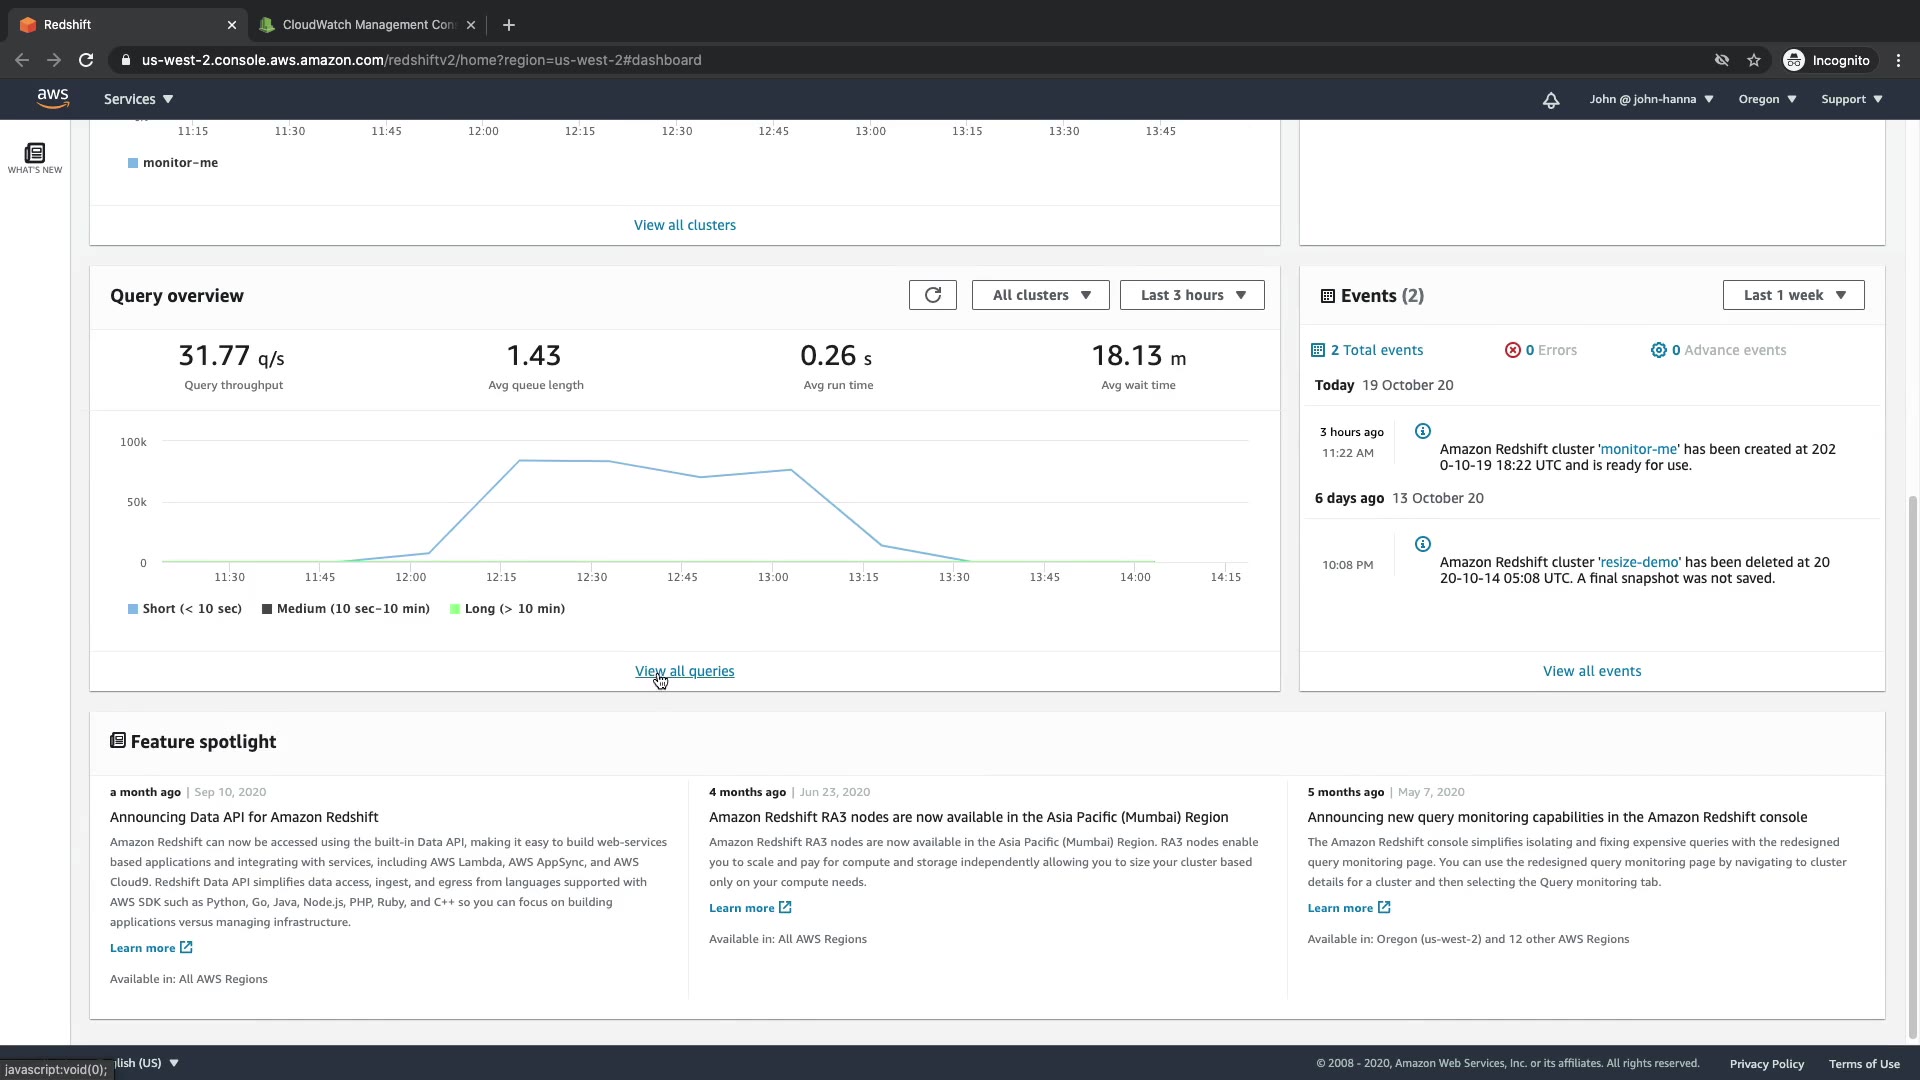 Redshift
CloudWatch Management Con
us-west-2.console.aws.amazon.com/redshiftv2/home?region=us-west-2#dashboard
Incognito
aws
Services
John @ john-hanna
Oregon
Support
WHAT'S NEW
11:15 11:30 11:45 12:00 12:15 12:30 12:45 13:00 13:15 13:30 13:45
monitor-me
View all clusters
Query overview
All clusters
Last 3 hours
31.77 q/s
Query throughput
1.43
Avg queue length
0.26 s
Avg run time
18.13 m
Avg wait time
100k
50k
0
11:30 11:45 12:00 12:15 12:30 12:45 13:00 13:15 13:30 13:45 14:00 14:15
Short (< 10 sec) Medium (10 sec-10 min) Long (> 10 min)
View all queries
Events (2)
Last 1 week
2 Total events
0 Errors
0 Advance events
Today 19 October 20
3 hours ago
11:22 AM
Amazon Redshift cluster 'monitor-me' has been created at 202
0-10-19 18:22 UTC and is ready for use.
6 days ago 13 October 20
10:08 PM
Amazon Redshift cluster 'resize-demo' has been deleted at 20
20-10-14 05:08 UTC. A final snapshot was not saved.
View all events
Feature spotlight
a month ago | Sep 10, 2020
Announcing Data API for Amazon Redshift
Amazon Redshift can now be accessed using the built-in Data API, making it easy to build web-services
based applications and integrating with services, including AWS Lambda, AWS AppSync, and AWS
Cloud9. Redshift Data API simplifies data access, ingest, and egress from languages supported with
AWS SDK such as Python, Go, Java, Node.js, PHP, Ruby, and C++ so you can focus on building
applications versus managing infrastructure.
Learn more
Available in: All AWS Regions
4 months ago | Jun 23, 2020
Amazon Redshift RA3 nodes are now available in the Asia Pacific (Mumbai) Region
Amazon Redshift RA3 nodes are now available in the Asia Pacific (Mumbai) Region. RA3 nodes enable
you to scale and pay for compute and storage independently allowing you to size your cluster based
only on your compute needs.
Learn more
Available in: All AWS Regions
5 months ago | May 7, 2020
Announcing new query monitoring capabilities in the Amazon Redshift console
The Amazon Redshift console simplifies isolating and fixing expensive queries with the redesigned
query monitoring page. You can use the redesigned query monitoring page by navigating to cluster
details for a cluster and then selecting the Query monitoring tab.
Learn more
Available in: Oregon (us-west-2) and 12 other AWS Regions
javascript:void(0);
lish (US)
© 2008 - 2020, Amazon Web Services, Inc. or its affiliates. All rights reserved.
Privacy Policy
Terms of Use